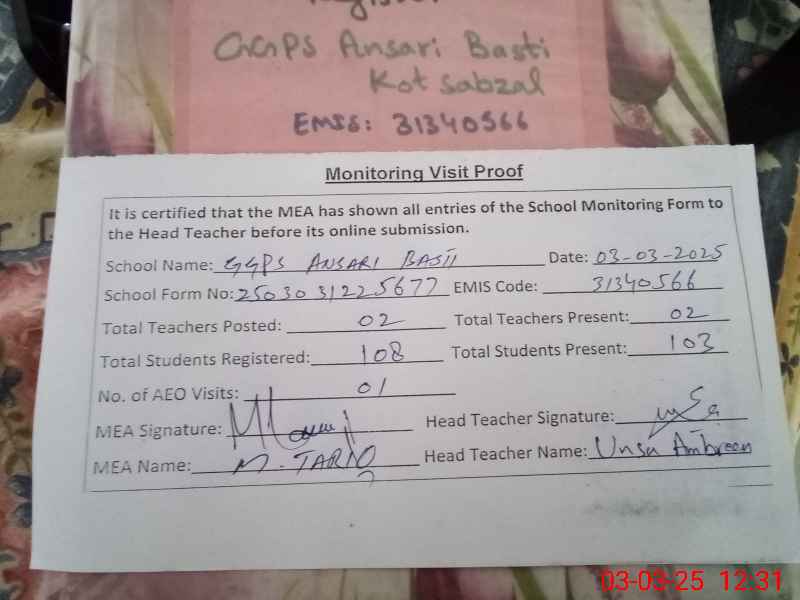 Register
GGPS Ansari Basti
Kot Sabzal
EMIS: 31340566
Monitoring Visit Proof
It is certified that the MEA has shown all entries of the School Monitoring Form to
the Head Teacher before its online submission.
School Name: GGPS ANSARI BASTI Date: 03-03-2025
School Form No: 2503031225677 EMIS Code: 31340566
Total Teachers Posted: 02 Total Teachers Present: 02
Total Students Registered: 108 Total Students Present: 103
No. of AEO Visits: 01
MEA Signature: Head Teacher Signature:
MEA Name: M. TARIQ Head Teacher Name: Unsa Ambreen
03-03-25 12:31